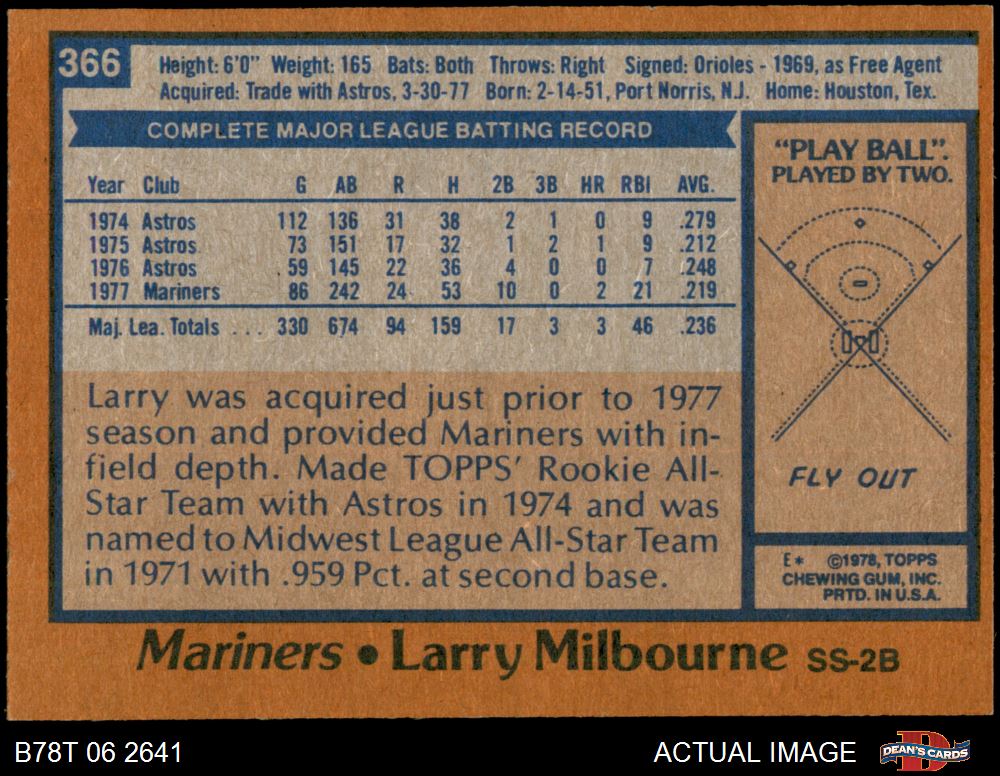 366
Height: 6'0" Weight: 165 Bats: Both Throws: Right Signed: Orioles - 1969, as Free Agent
Acquired: Trade with Astros, 3-30-77 Born: 2-14-51, Port Norris, N.J. Home: Houston, Tex.
COMPLETE MAJOR LEAGUE BATTING RECORD
Year Club G AB R H 2B 3B HR RBI AVG.
1974 Astros 112 136 31 38 2 1 0 9 .279
1975 Astros 73 151 17 32 1 2 1 9 .212
1976 Astros 59 145 22 36 4 0 0 7 .248
1977 Mariners 86 242 24 53 10 0 2 21 .219
Maj. Lea. Totals ... 330 674 94 159 17 3 3 46 .236
Larry was acquired just prior to 1977
season and provided Mariners with in-
field depth. Made TOPPS' Rookie All-
Star Team with Astros in 1974 and was
named to Midwest League All-Star Team
in 1971 with .959 Pct. at second base.
"PLAY BALL".
PLAYED BY TWO.
FLY OUT
E* ©1978, TOPPS
CHEWING GUM, INC.
PRTD. IN U.S.A.
Mariners • Larry Milbourne SS-2B
B78T 06 2641
ACTUAL IMAGE
D
DEAN'S CARDS